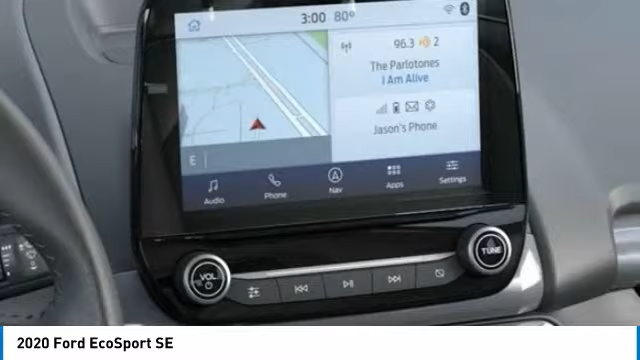 3:00 80°
96.3 2
The Parlotones
I Am Alive
Jason's Phone
E
Audio Phone Nav Apps Settings
VOL
TUNE
2020 Ford EcoSport SE